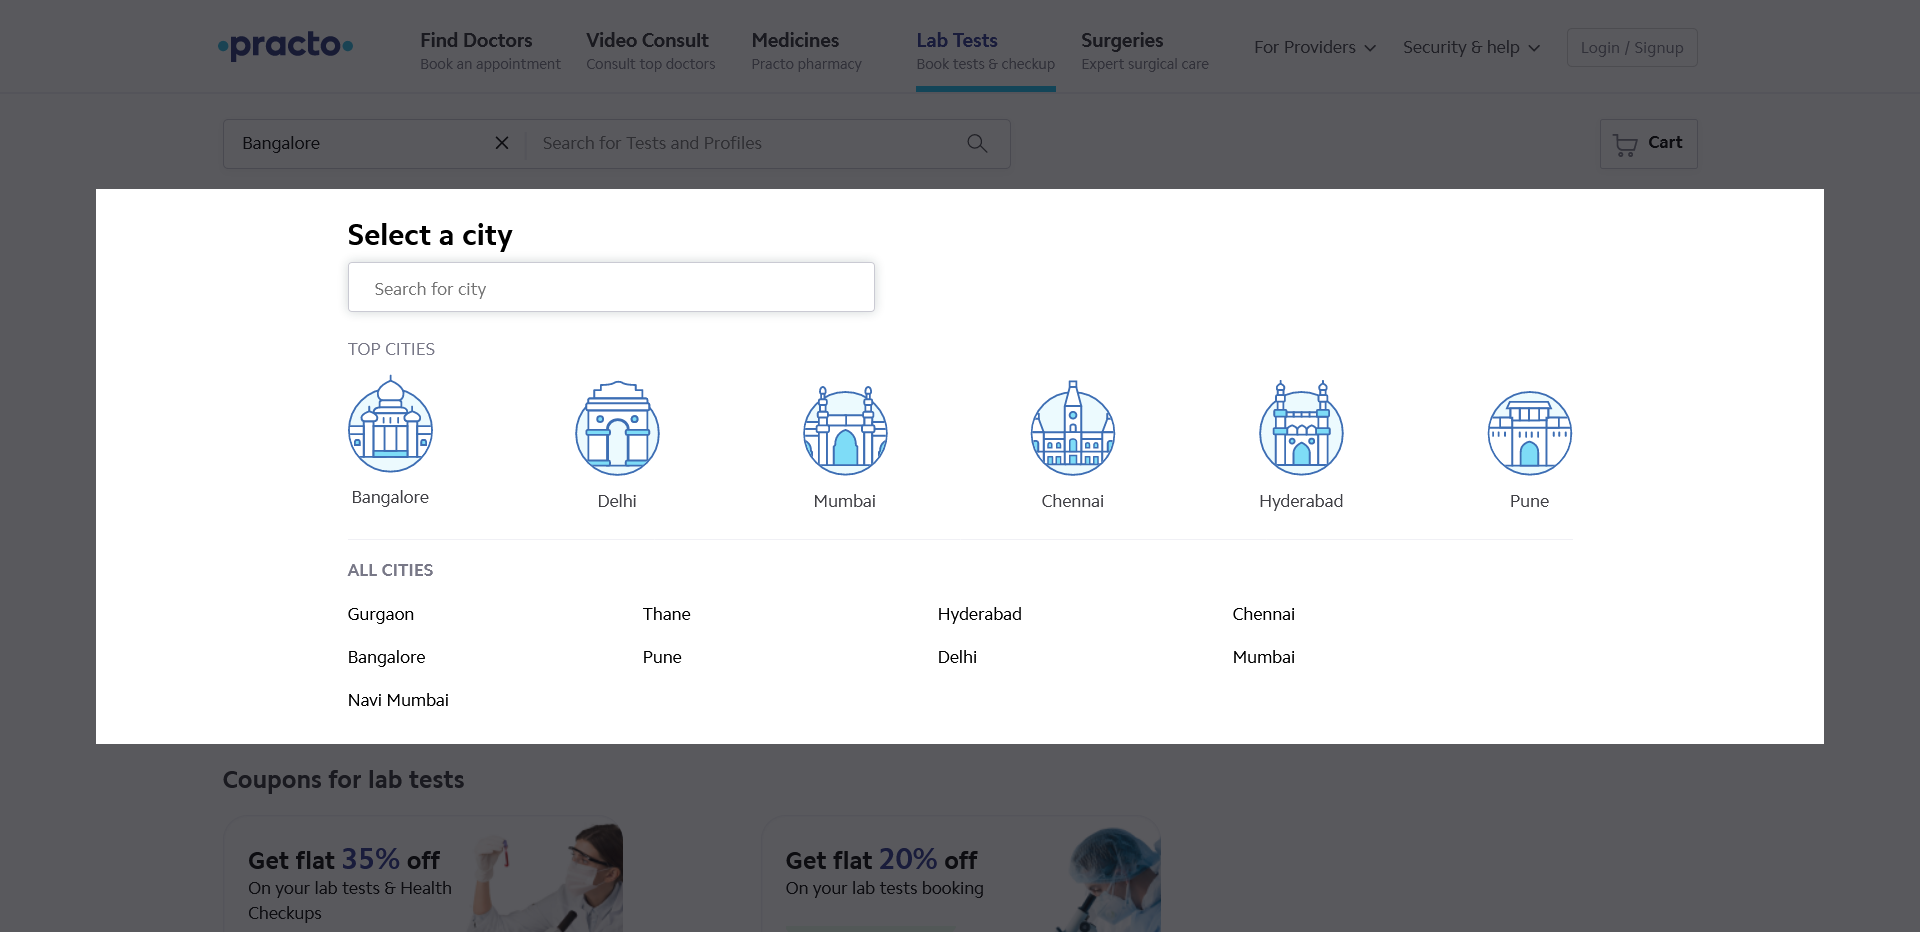 practo
Find Doctors
Book an appointment
Video Consult
Consult top doctors
Medicines
Practo pharmacy
Lab Tests
Book tests & checkup
Surgeries
Expert surgical care
For Providers
Security & help
Login / Signup
Bangalore
Search for Tests and Profiles
Cart
Select a city
Search for city
TOP CITIES
Bangalore
Delhi
Mumbai
Chennai
Hyderabad
Pune
ALL CITIES
Gurgaon
Thane
Hyderabad
Chennai
Bangalore
Pune
Delhi
Mumbai
Navi Mumbai
Coupons for lab tests
Get flat 35% off
On your lab tests & Health
Checkups
Get flat 20% off
On your lab tests booking